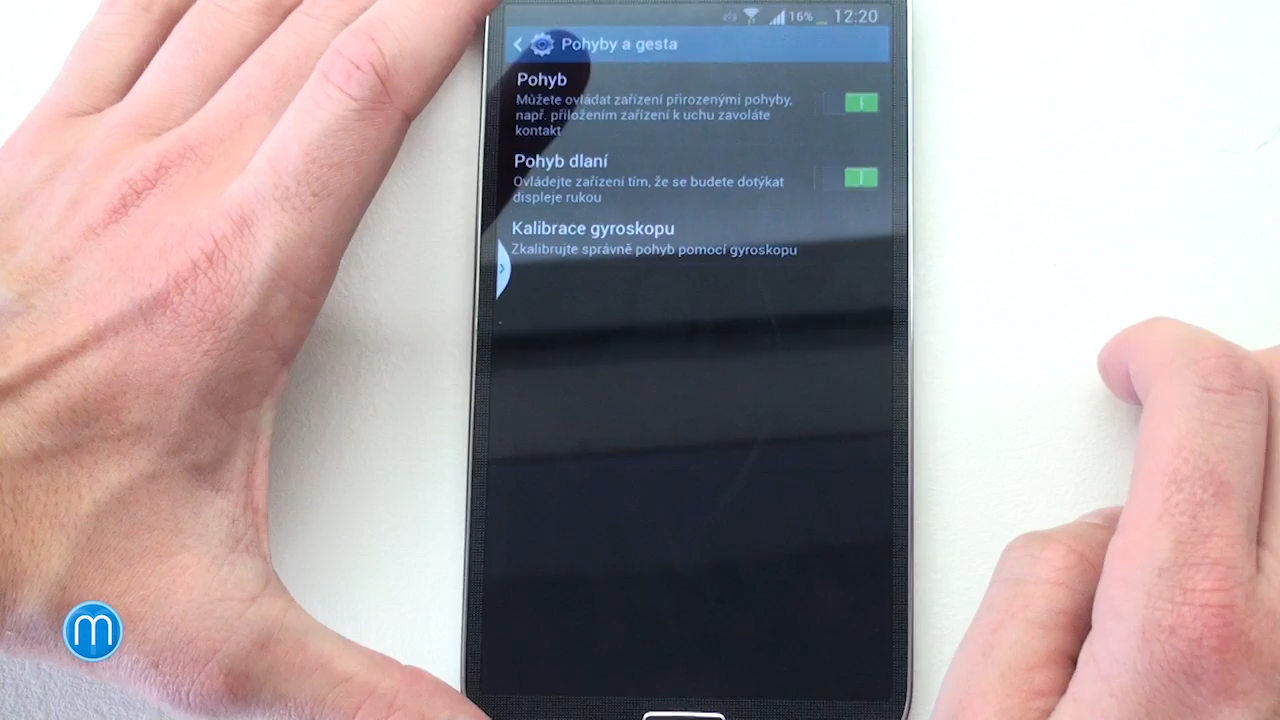 16% 12:20
Pohyby a gesta
Pohyb
Můžete ovládat zařízení přirozenými pohyby,
např. přiložením zařízení k uchu zavoláte
kontakt
Pohyb dlaní
Ovládejte zařízení tím, že se budete dotýkat
displeje rukou
Kalibrace gyroskopu
Zkalibrujte správně pohyb pomocí gyroskopu
m